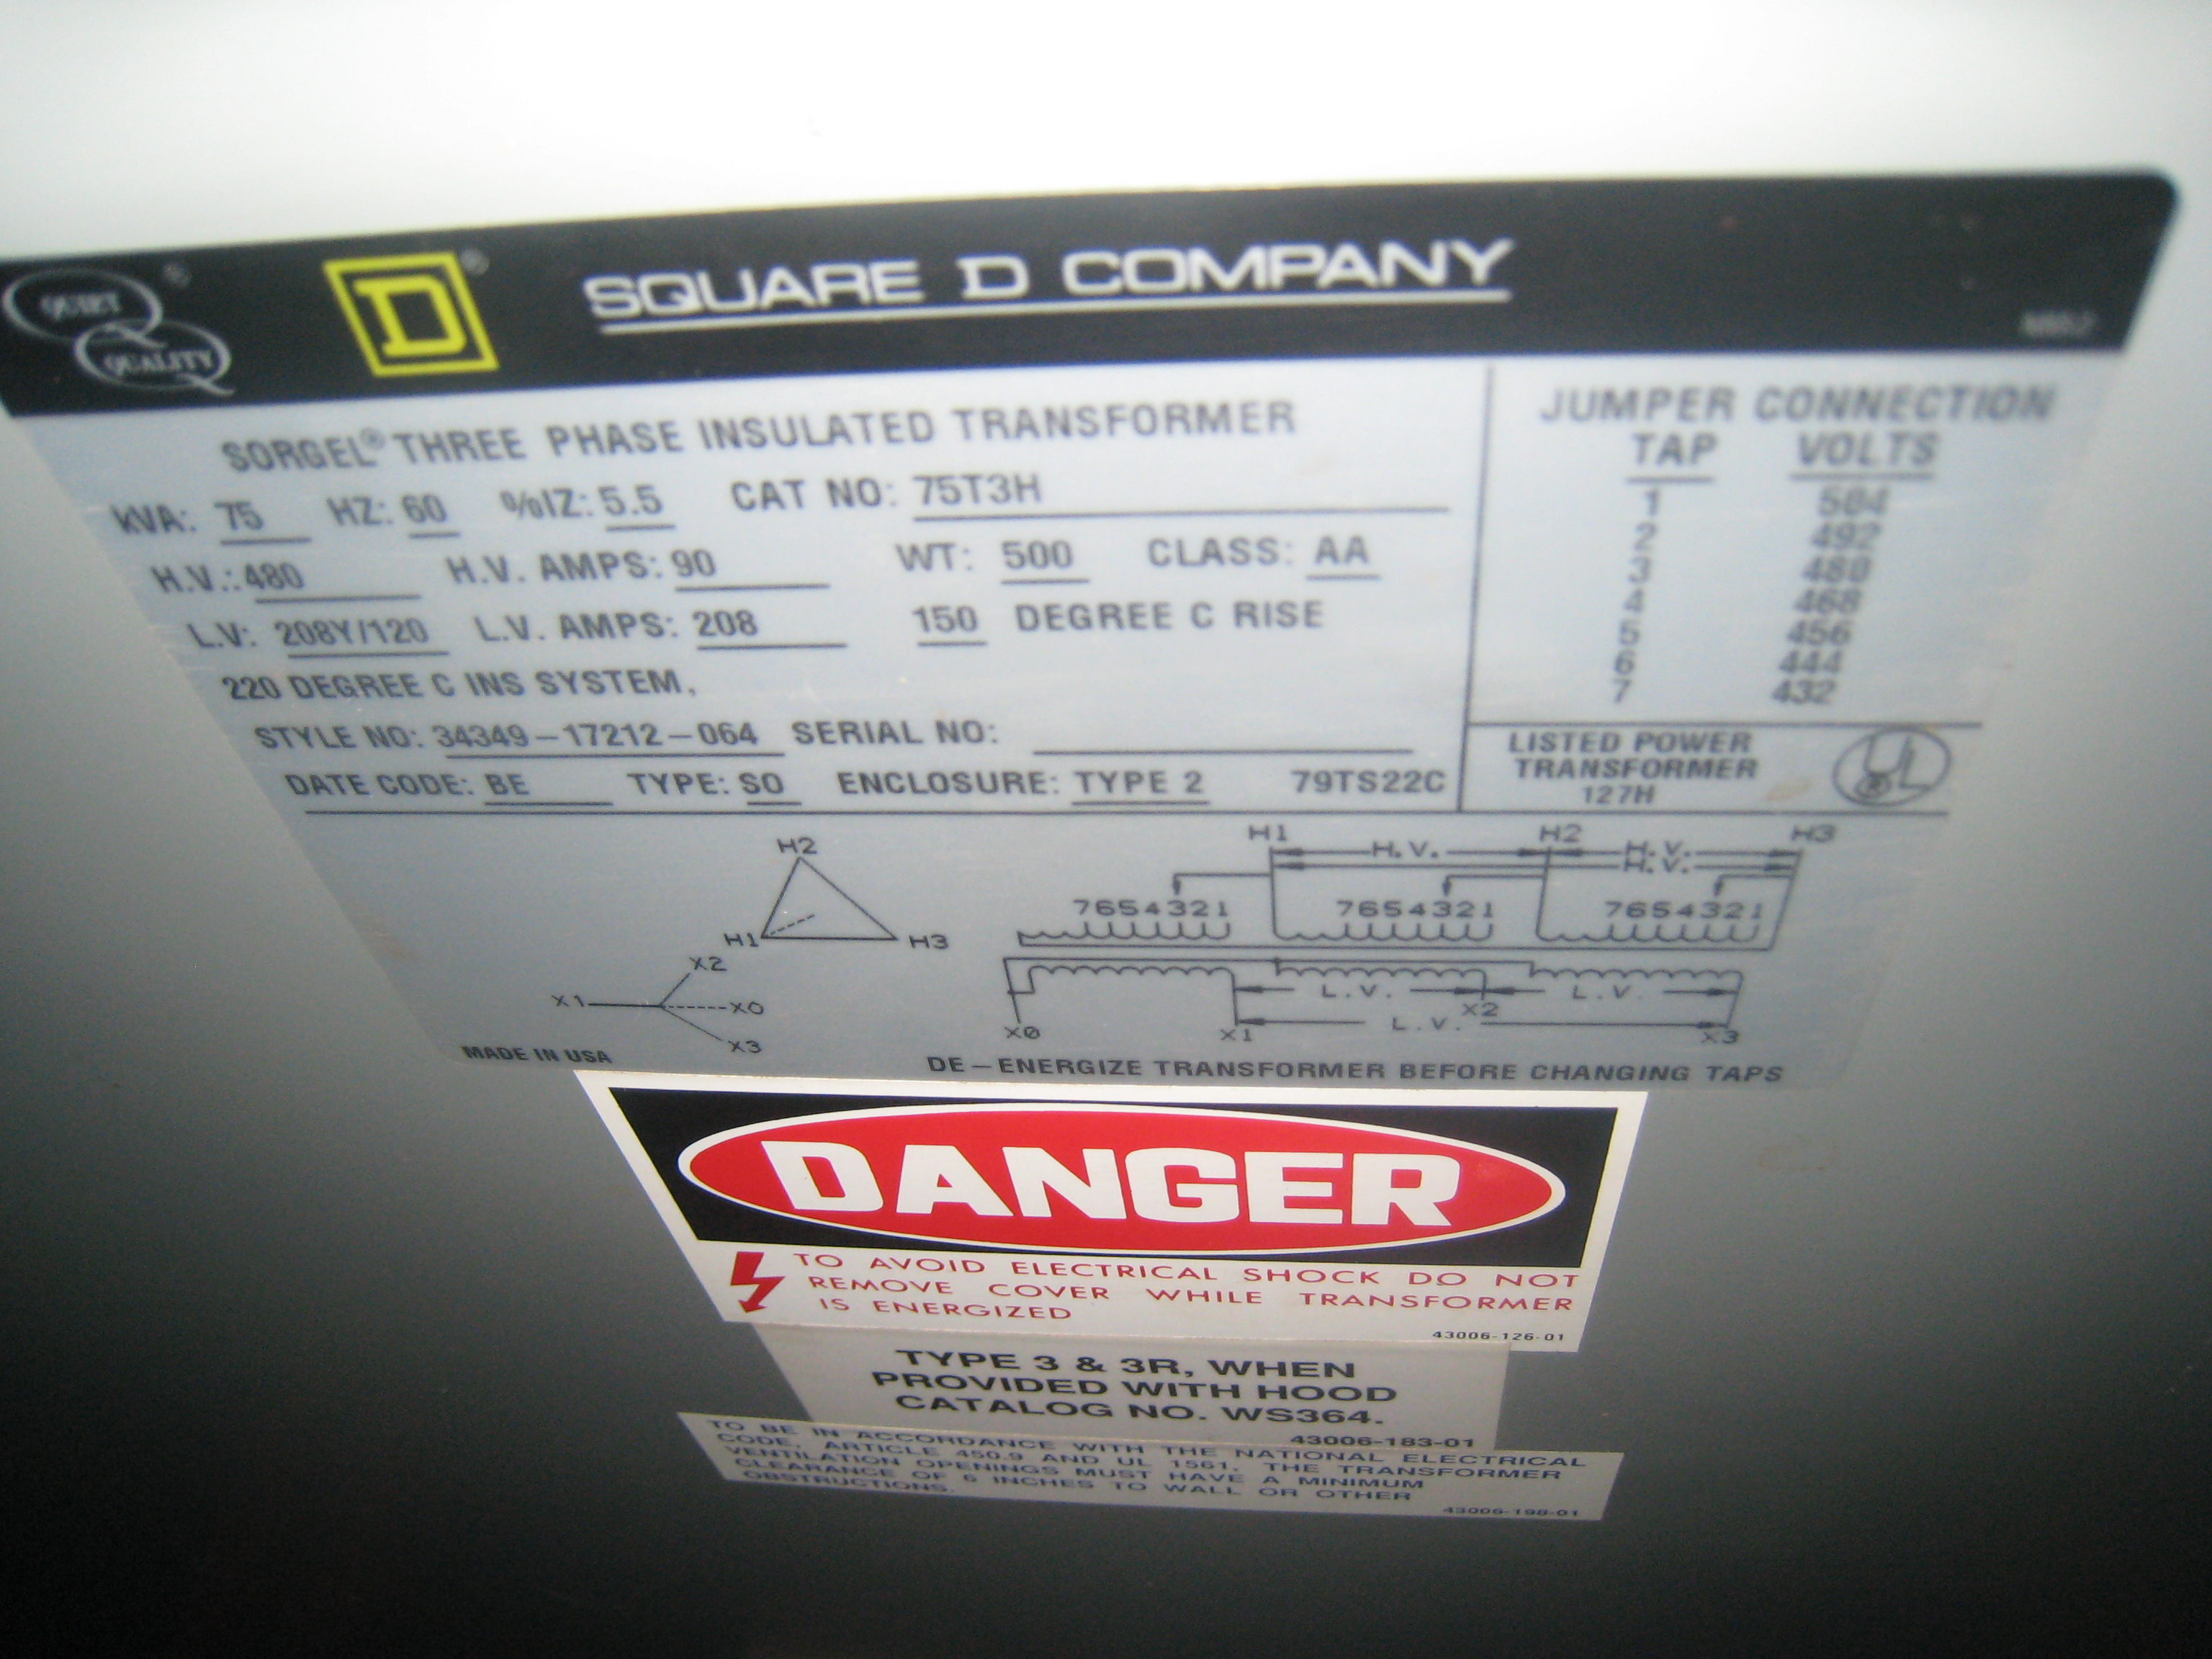 QUIET
QUALITY
D
SQUARE D COMPANY
SORGEL® THREE PHASE INSULATED TRANSFORMER
KVA: 75 HZ: 60 %IZ: 5.5 CAT NO: 75T3H
H.V.: 480 H.V. AMPS: 90 WT: 500 CLASS: AA
L.V: 208Y/120 L.V. AMPS: 208 150 DEGREE C RISE
220 DEGREE C INS SYSTEM,
STYLE NO: 34349-17212-064 SERIAL NO:
DATE CODE: BE TYPE: SO ENCLOSURE: TYPE 2 79TS22C
JUMPER CONNECTION
TAP VOLTS
1 504
2 492
3 480
4 468
5 456
6 444
7 432
LISTED POWER
TRANSFORMER
127H
UL ®
H2
H1 H3
X2
X1 X0
X3
MADE IN USA
H1 H2 H3
H.V. H.V.
H.V.
7654321 7654321 7654321
L.V. L.V.
X2
L.V.
X0 X1 X3
DE-ENERGIZE TRANSFORMER BEFORE CHANGING TAPS
DANGER
TO AVOID ELECTRICAL SHOCK DO NOT
REMOVE COVER WHILE TRANSFORMER
IS ENERGIZED
43006-126-01
TYPE 3 & 3R, WHEN
PROVIDED WITH HOOD
CATALOG NO. WS364.
43006-183-01
TO BE IN ACCORDANCE WITH THE NATIONAL ELECTRICAL
CODE, ARTICLE 450.9 AND UL 1561, THE TRANSFORMER
VENTILATION OPENINGS MUST HAVE A MINIMUM
CLEARANCE OF 6 INCHES TO WALL OR OTHER
OBSTRUCTIONS.
43006-198-01